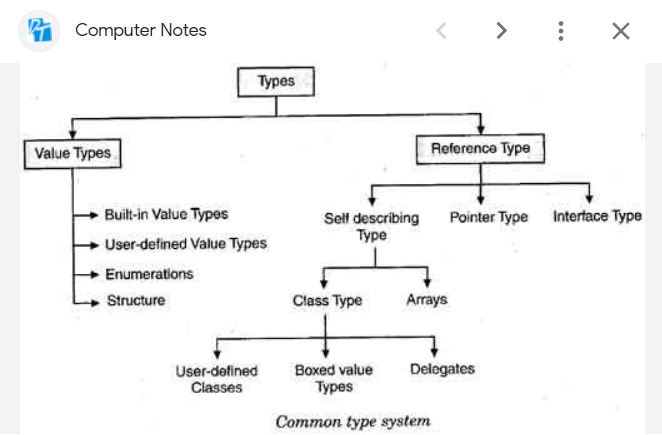 Computer Notes
Types
Value Types
Reference Type
Built-in Value Types
User-defined Value Types
Enumerations
Structure
Self describing
Type
Pointer Type
Interface Type
Class Type
Arrays
User-defined
Classes
Boxed value
Types
Delegates
Common type system